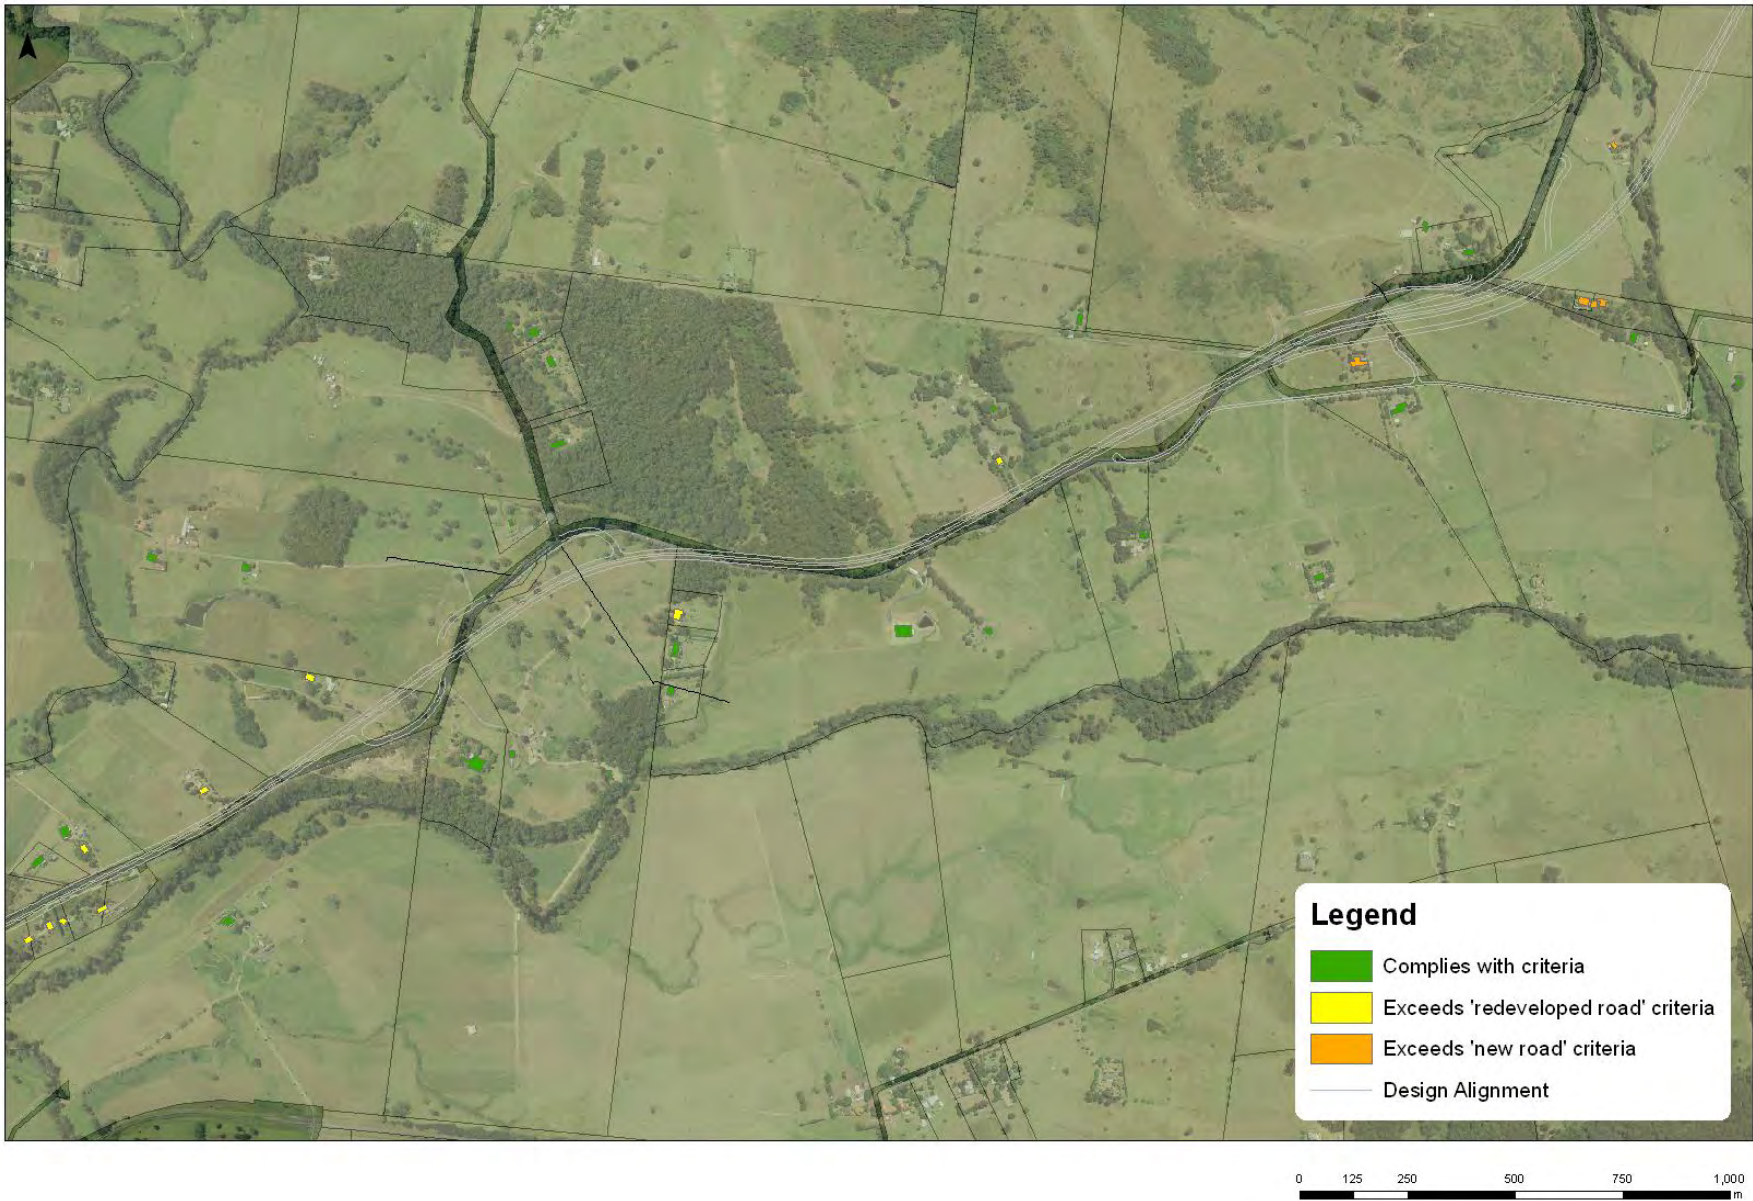 Legend
Complies with criteria
Exceeds 'redeveloped road' criteria
Exceeds 'new road' criteria
Design Alignment
0 125 250 500 750 1,000
m